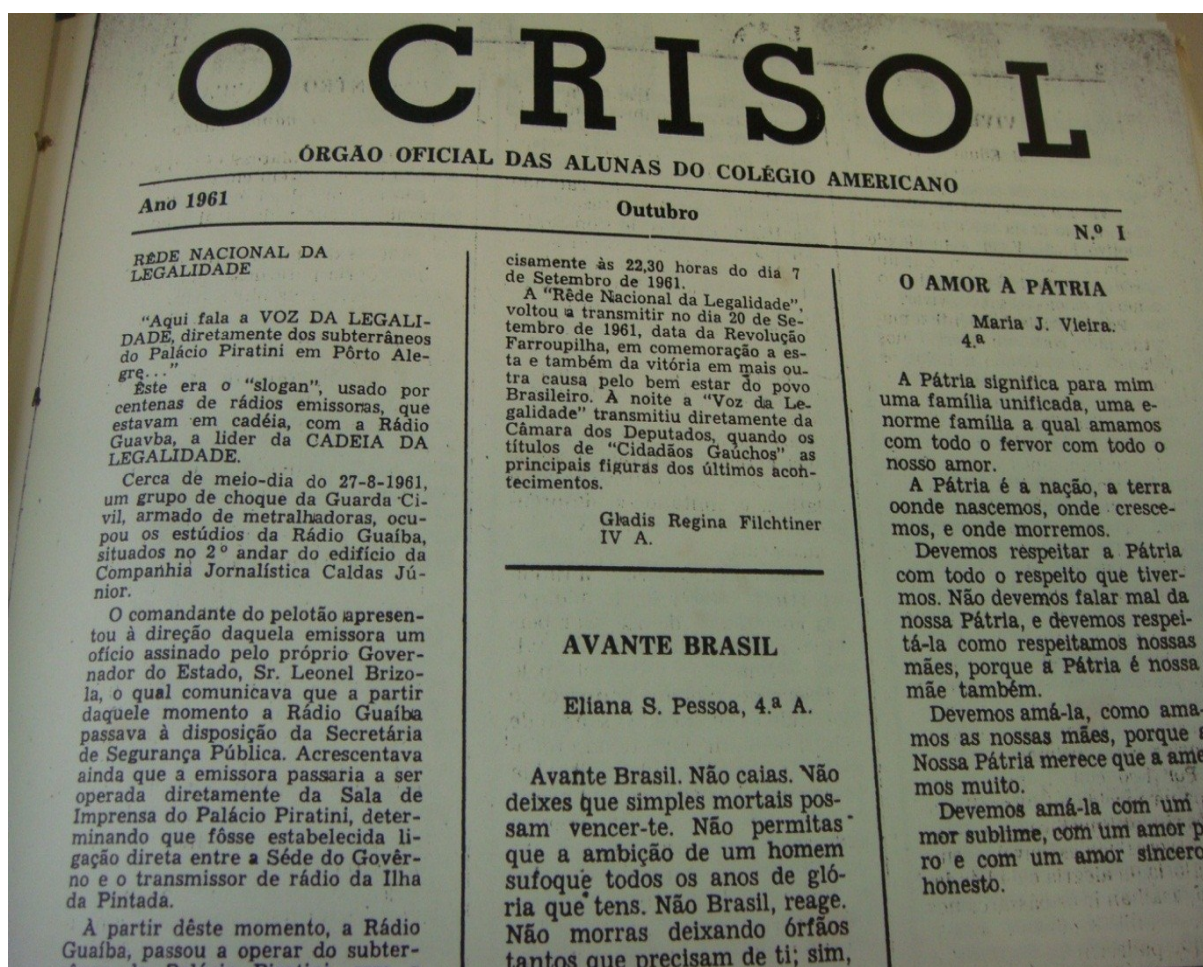 O CRISOL
ÓRGÃO OFICIAL DAS ALUNAS DO COLÉGIO AMERICANO
Ano 1961
Outubro
N.º I
RÊDE NACIONAL DA
LEGALIDADE
"Aqui fala a VOZ DA LEGALI-
DADE, diretamente dos subterrâneos
do Palácio Piratini em Pôrto Ale-
gre..."
Êste era o "slogan", usado por
centenas de rádios emissoras, que
estavam em cadéia, com a Rádio
Guavba, a lider da CADEIA DA
LEGALIDADE.
Cerca de meio-dia do 27-8-1961,
um grupo de choque da Guarda Ci-
vil, armado de metralhadoras, ocu-
pou os estúdios da Rádio Guaíba,
situados no 2º andar do edifício da
Companhia Jornalística Caldas Jú-
nior.
O comandante do pelotão apresen-
tou à direção daquela emissora um
ofício assinado pelo próprio Gover-
nador do Estado, Sr. Leonel Brizo-
la, o qual comunicava que a partir
daquele momento a Rádio Guaíba
passava à disposição da Secretária
de Segurança Pública. Acrescentava
ainda que a emissora passaria a ser
operada diretamente da Sala de
Imprensa do Palácio Piratini, deter-
minando que fôsse estabelecida li-
gação direta entre a Séde do Govêr-
no e o transmissor de rádio da Ilha
da Pintada.
À partir dêste momento, a Rádio
Guaíba, passou a operar do subter-
cisamente às 22,30 horas do dia 7
de Setembro de 1961.
A "Rêde Nacional da Legalidade",
voltou a transmitir no dia 20 de Se-
tembro de 1961, data da Revolução
Farroupilha, em comemoração a es-
ta e também da vitória em mais ou-
tra causa pelo bem estar do povo
Brasileiro. À noite a "Voz da Le-
galidade" transmitiu diretamente da
Câmara dos Deputados, quando os
títulos de "Cidadãos Gaúchos" as
principais figuras dos últimos acon-
tecimentos.
Gladis Regina Filchtiner
IV A.
AVANTE BRASIL
Eliana S. Pessoa, 4.ª A.
Avante Brasil. Não caias. Não
deixes que simples mortais pos-
sam vencer-te. Não permitas
que a ambição de um homem
sufoque todos os anos de gló-
ria que tens. Não Brasil, reage.
Não morras deixando órfãos
tantos que precisam de ti; sim,
O AMOR À PÁTRIA
Maria J. Vieira.
4.ª
A Pátria significa para mim
uma família unificada, uma e-
norme família a qual amamos
com todo o fervor com todo o
nosso amor.
A Pátria é a nação, a terra
oonde nascemos, onde cresce-
mos, e onde morremos.
Devemos respeitar a Pátria
com todo o respeito que tiver-
mos. Não devemos falar mal da
nossa Pátria, e devemos respei-
tá-la como respeitamos nossas
mães, porque a Pátria é nossa
mãe também.
Devemos amá-la, como ama-
mos as nossas mães, porque a
Nossa Pátria merece que a ame
mos muito.
Devemos amá-la com um
mor sublime, com um amor p
ro e com um amor sincero
honesto.